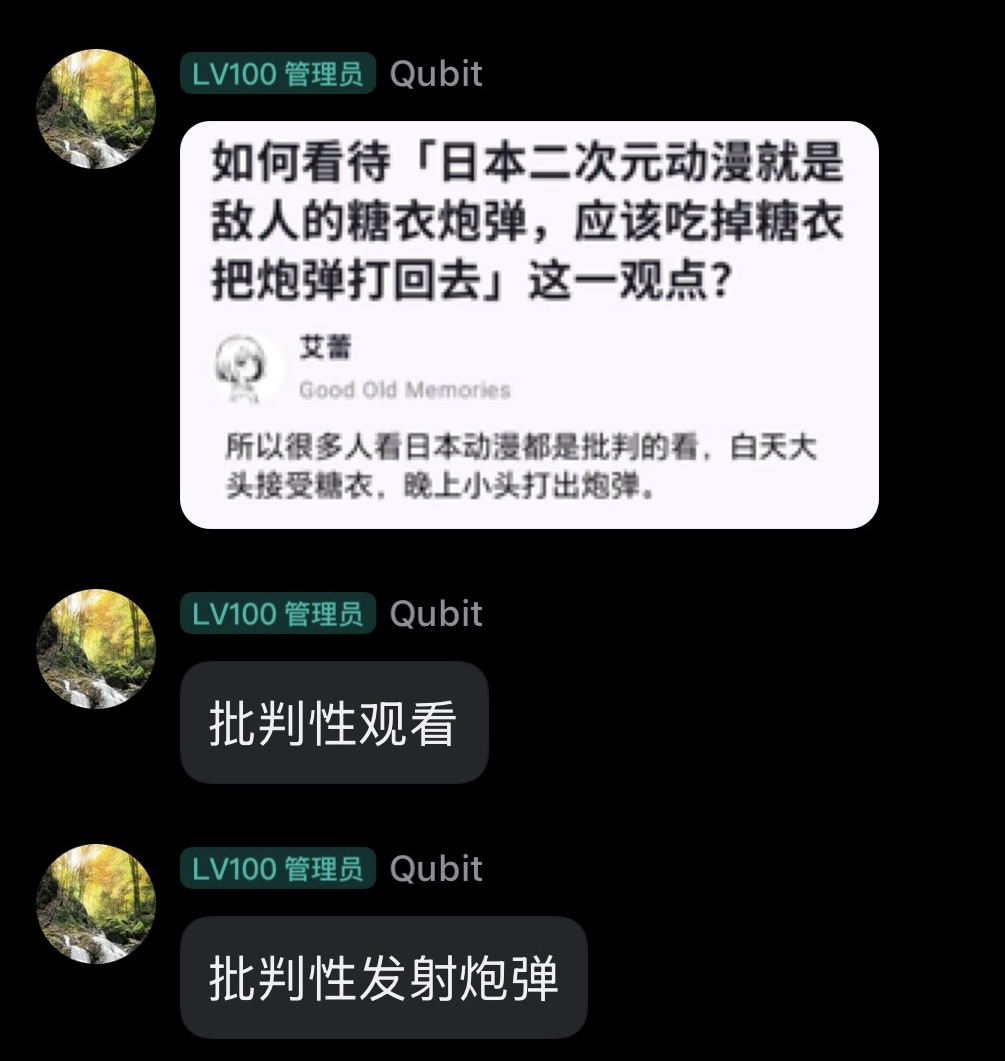 LV100 管理员 Qubit
如何看待「日本二次元动漫就是
敌人的糖衣炮弹，应该吃掉糖衣
把炮弹打回去」这一观点？
艾蕾
Good Old Memories
所以很多人看日本动漫都是批判的看，白天大
头接受糖衣，晚上小头打出炮弹。
LV100 管理员 Qubit
批判性观看
LV100 管理员 Qubit
批判性发射炮弹